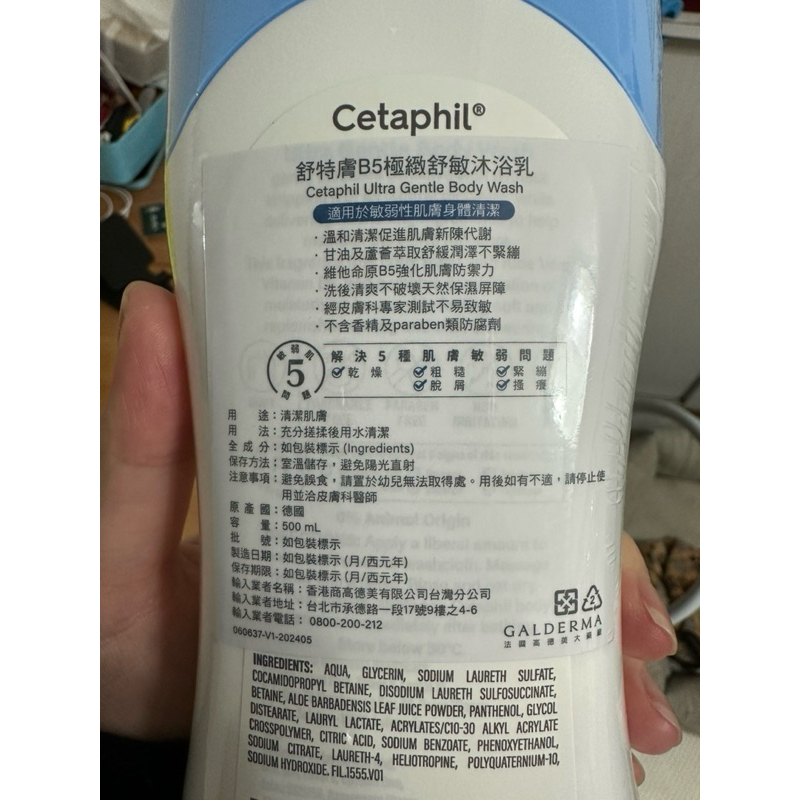 Cetaphil®
舒特膚B5極緻舒敏沐浴乳
Cetaphil Ultra Gentle Body Wash
適用於敏弱性肌膚身體清潔
· 溫和清潔促進肌膚新陳代謝
· 甘油及蘆薈萃取舒緩潤澤不緊繃
· 維他命原B5強化肌膚防禦力
· 洗後清爽不破壞天然保濕屏障
· 經皮膚科專家測試不易致敏
· 不含香精及paraben類防腐劑
敏弱肌
5
問題
解決5種肌膚敏弱問題
乾燥 粗糙 緊繃
脫屑 搔癢
用途：清潔肌膚
用法：充分搓揉後用水清潔
全成分：如包裝標示 (Ingredients)
保存方法：室溫儲存，避免陽光直射
注意事項：避免誤食，請置於幼兒無法取得處。用後如有不適，請停止使
用並洽皮膚科醫師
原產國：德國
容量：500 mL
批號：如包裝標示
製造日期：如包裝標示 (月/西元年)
保存期限：如包裝標示 (月/西元年)
輸入業者名稱：香港商高德美有限公司台灣分公司
輸入業者地址：台北市承德路一段17號9樓之4-6
輸入業者電話：0800-200-212
060637-V1-202405
2
GALDERMA
法國高德美大藥廠
INGREDIENTS: AQUA, GLYCERIN, SODIUM LAURETH SULFATE,
COCAMIDOPROPYL BETAINE, DISODIUM LAURETH SULFOSUCCINATE,
BETAINE, ALOE BARBADENSIS LEAF JUICE POWDER, PANTHENOL, GLYCOL
DISTEARATE, LAURYL LACTATE, ACRYLATES/C10-30 ALKYL ACRYLATE
CROSSPOLYMER, CITRIC ACID, SODIUM BENZOATE, PHENOXYETHANOL,
SODIUM CITRATE, LAURETH-4, HELIOTROPINE, POLYQUATERNIUM-10,
SODIUM HYDROXIDE. FIL.1555.V01